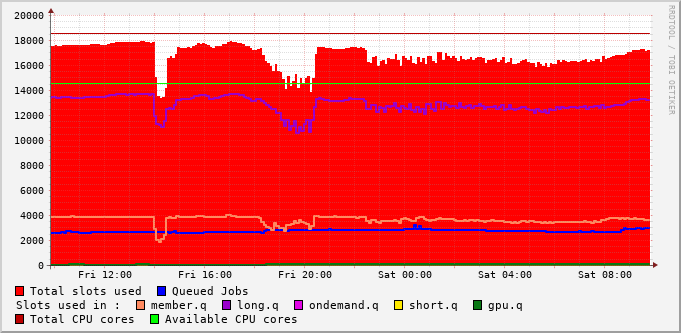 RRDTOOL / TOBI OETIKER
20000
18000
16000
14000
12000
10000
8000
6000
4000
2000
0
Fri 12:00 Fri 16:00 Fri 20:00 Sat 00:00 Sat 04:00 Sat 08:00
Total slots used Queued Jobs
Slots used in : member.q long.q ondemand.q short.q gpu.q
Total CPU cores Available CPU cores